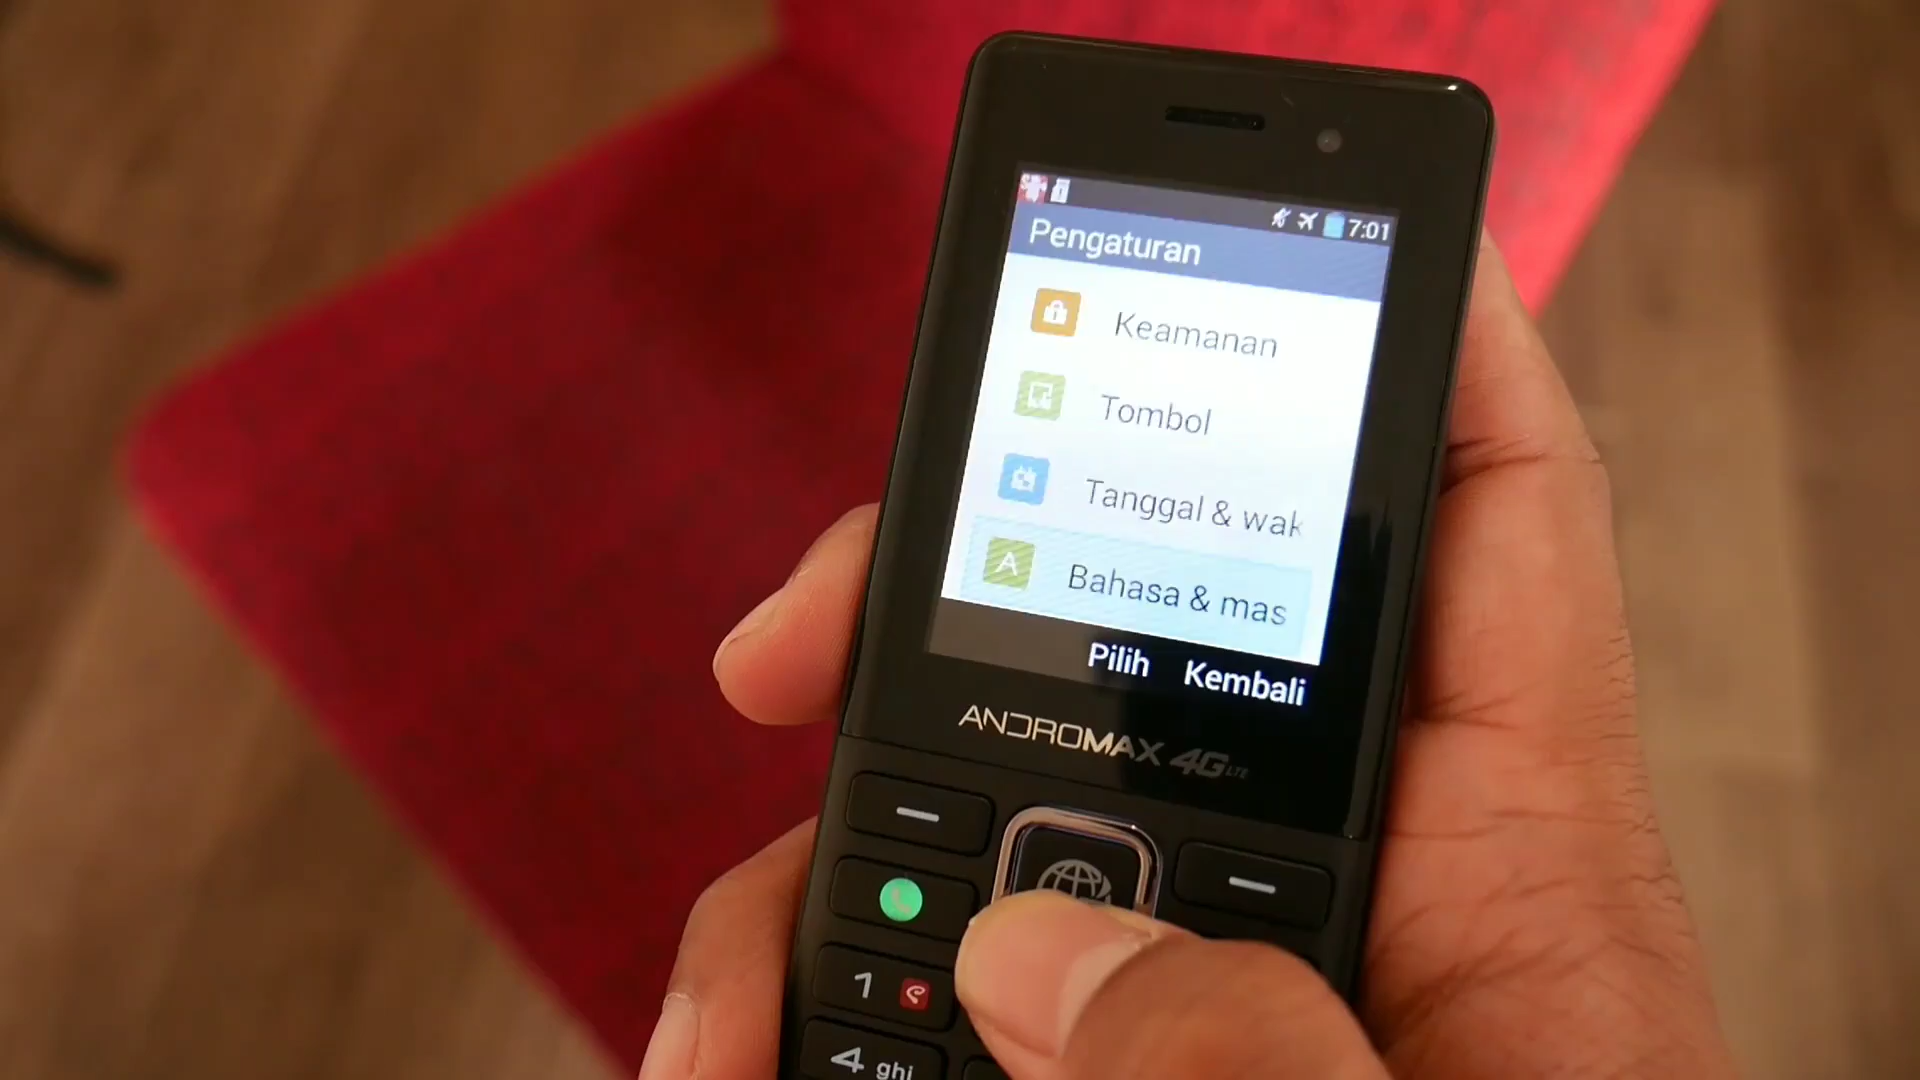 7:01
Pengaturan
Keamanan
Tombol
Tanggal & wak
Bahasa & mas
Pilih Kembali
ANDROMAX 4G LTE
1
4 ghi